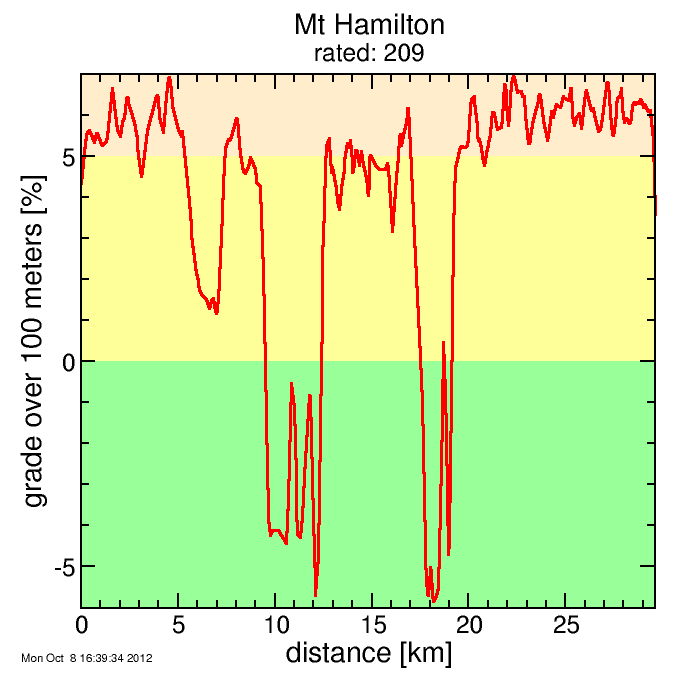 Mt Hamilton
rated: 209
grade over 100 meters [%]
5
0
-5
0 5 10 15 20 25
distance [km]
Mon Oct  8 16:39:34 2012